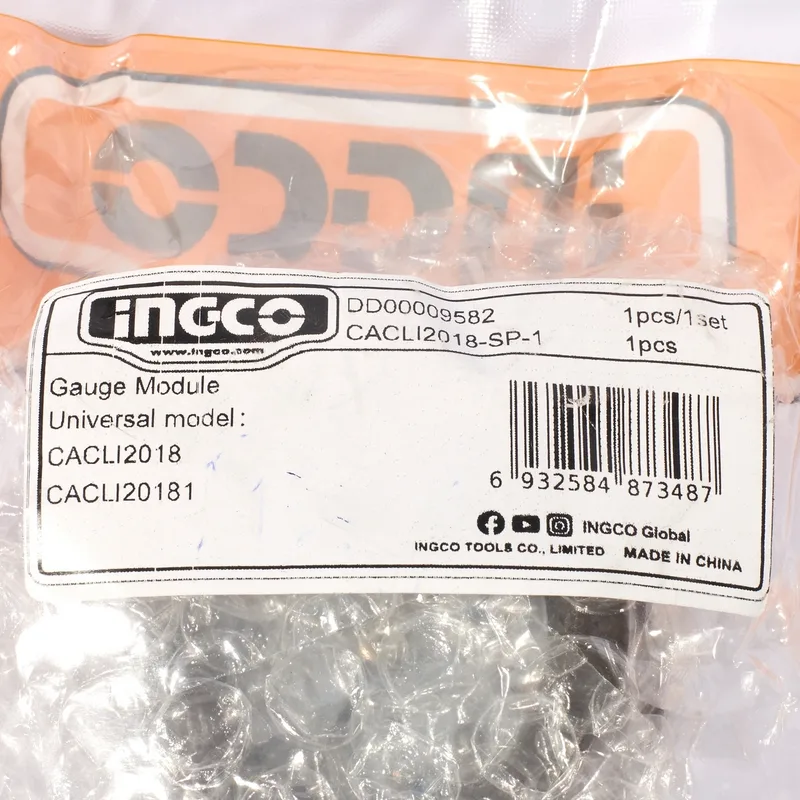 INGCO
www.ingco.com
DD00009582 1pcs/1set
CACLI2018-SP-1 1pcs
Gauge Module
Universal model:
CACLI2018
CACLI20181
6 932584 873487
INGCO Global
INGCO TOOLS CO., LIMITED MADE IN CHINA